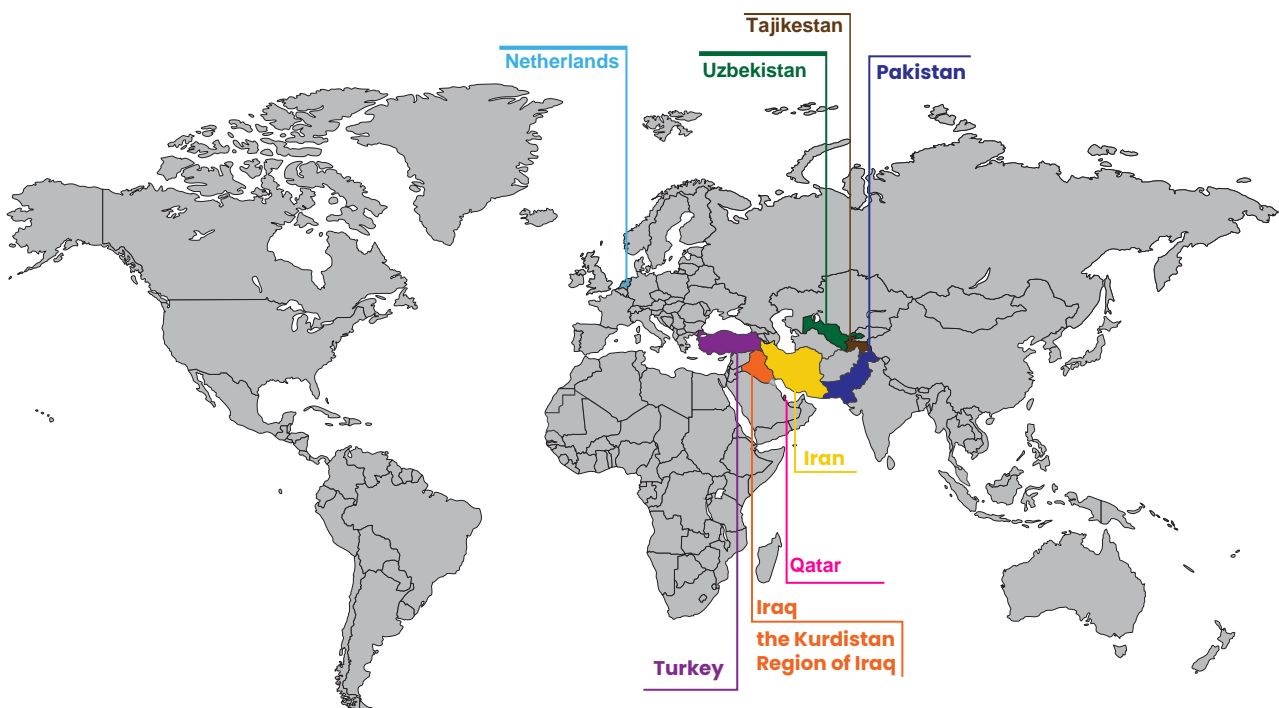 Tajikestan
Netherlands
Uzbekistan
Pakistan
Iran
Qatar
Iraq
the Kurdistan
Region of Iraq
Turkey